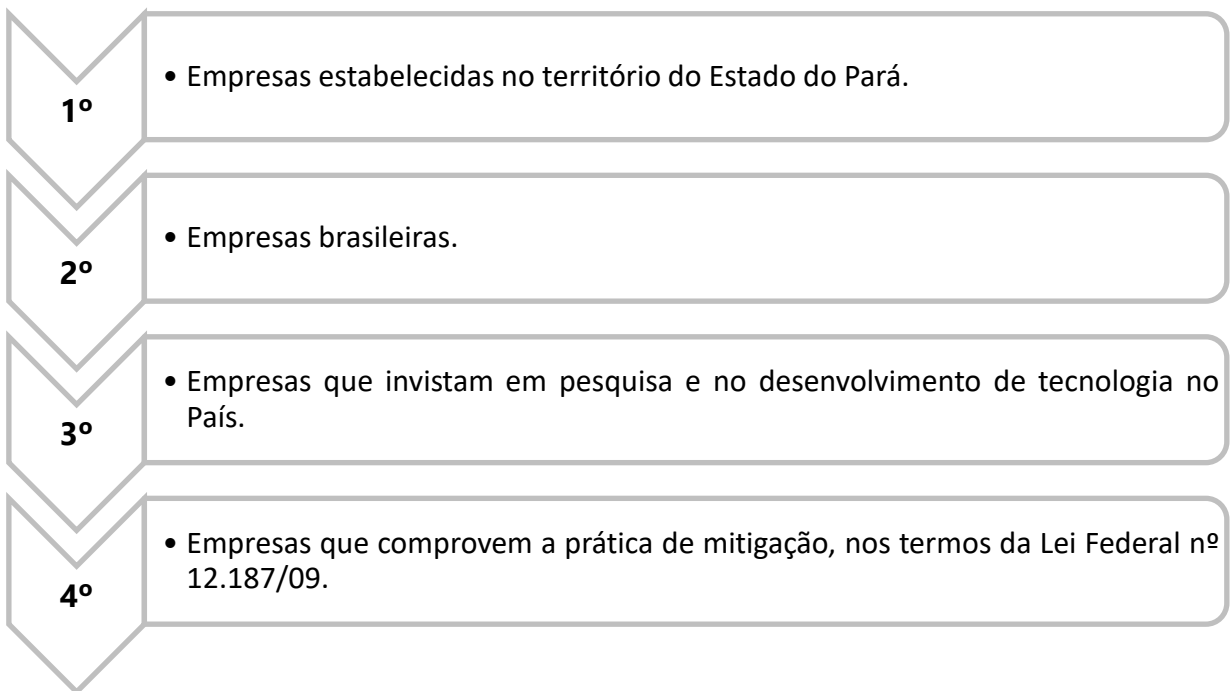 1º
• Empresas estabelecidas no território do Estado do Pará.
2º
• Empresas brasileiras.
3º
• Empresas que invistam em pesquisa e no desenvolvimento de tecnologia no
País.
4º
• Empresas que comprovem a prática de mitigação, nos termos da Lei Federal nº
12.187/09.